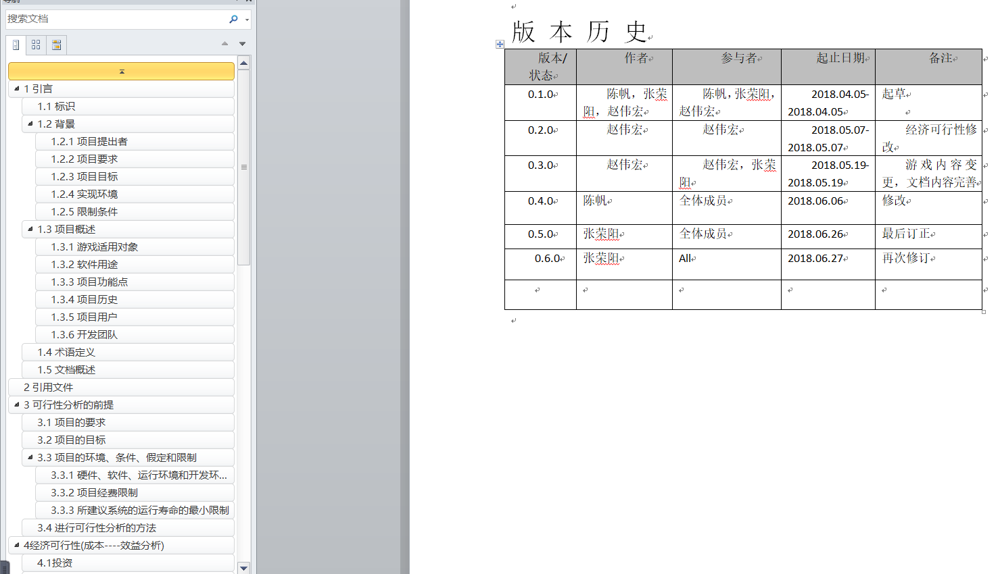 搜索文档
1 引言
1.1 标识
1.2 背景
1.2.1 项目提出者
1.2.2 项目要求
1.2.3 项目目标
1.2.4 实现环境
1.2.5 限制条件
1.3 项目概述
1.3.1 游戏适用对象
1.3.2 软件用途
1.3.3 项目功能点
1.3.4 项目历史
1.3.5 项目用户
1.3.6 开发团队
1.4 术语定义
1.5 文档概述
2 引用文件
3 可行性分析的前提
3.1 项目的要求
3.2 项目的目标
3.3 项目的环境、条件、假定和限制
3.3.1 硬件、软件、运行环境和开发环...
3.3.2 项目经费限制
3.3.3 所建议系统的运行寿命的最小限制
3.4 进行可行性分析的方法
4经济可行性(成本----效益分析)
4.1投资
版 本 历 史
版本/
状态
作者
参与者
起止日期
备注
0.1.0
陈帆，张荣
阳，赵伟宏
陈帆，张荣阳，
赵伟宏
2018.04.05-
2018.04.05
起草
0.2.0
赵伟宏
赵伟宏
2018.05.07-
2018.05.07
经济可行性修
改
0.3.0
赵伟宏
赵伟宏，张荣
阳
2018.05.19-
2018.05.19
游戏内容变
更，文档内容完善
0.4.0
陈帆
全体成员
2018.06.06
修改
0.5.0
张荣阳
全体成员
2018.06.26
最后订正
0.6.0
张荣阳
All
2018.06.27
再次修订